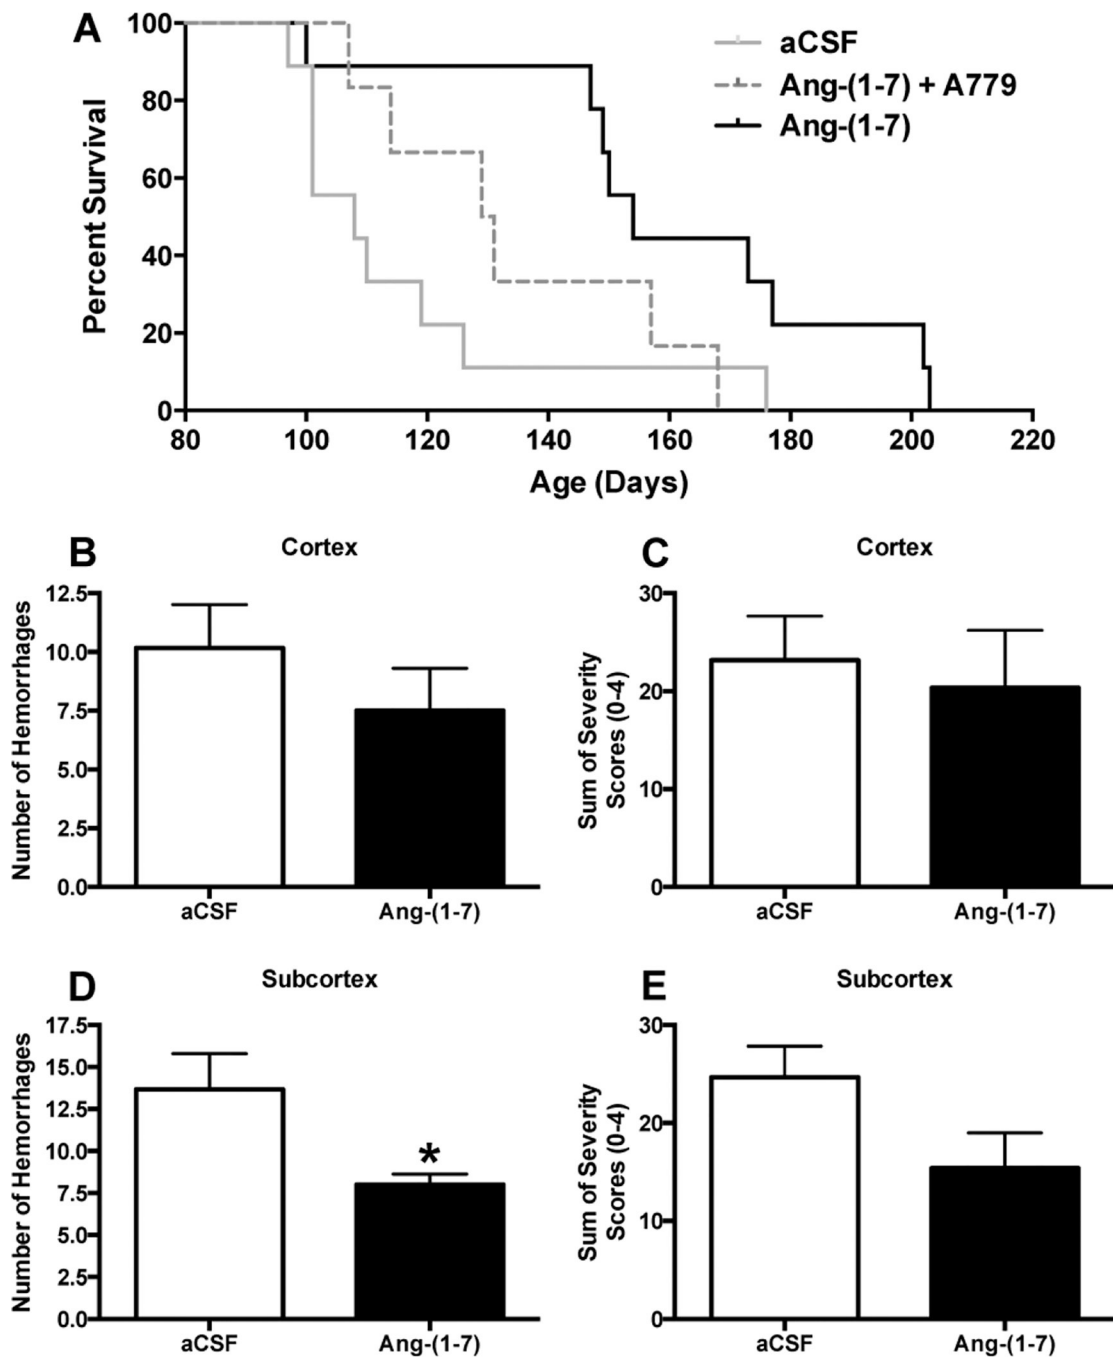 A
Percent Survival
100
80
60
40
20
0
80 100 120 140 160 180 200 220
Age (Days)
aCSF
Ang-(1-7) + A779
Ang-(1-7)
B
Cortex
Number of Hemorrhages
12.5
10.0
7.5
5.0
2.5
0.0
aCSF Ang-(1-7)
C
Cortex
Sum of Severity
Scores (0-4)
30
20
10
0
aCSF Ang-(1-7)
D
Subcortex
Number of Hemorrhages
17.5
15.0
12.5
10.0
7.5
5.0
2.5
0.0
*
aCSF Ang-(1-7)
E
Subcortex
Sum of Severity
Scores (0-4)
30
20
10
0
aCSF Ang-(1-7)